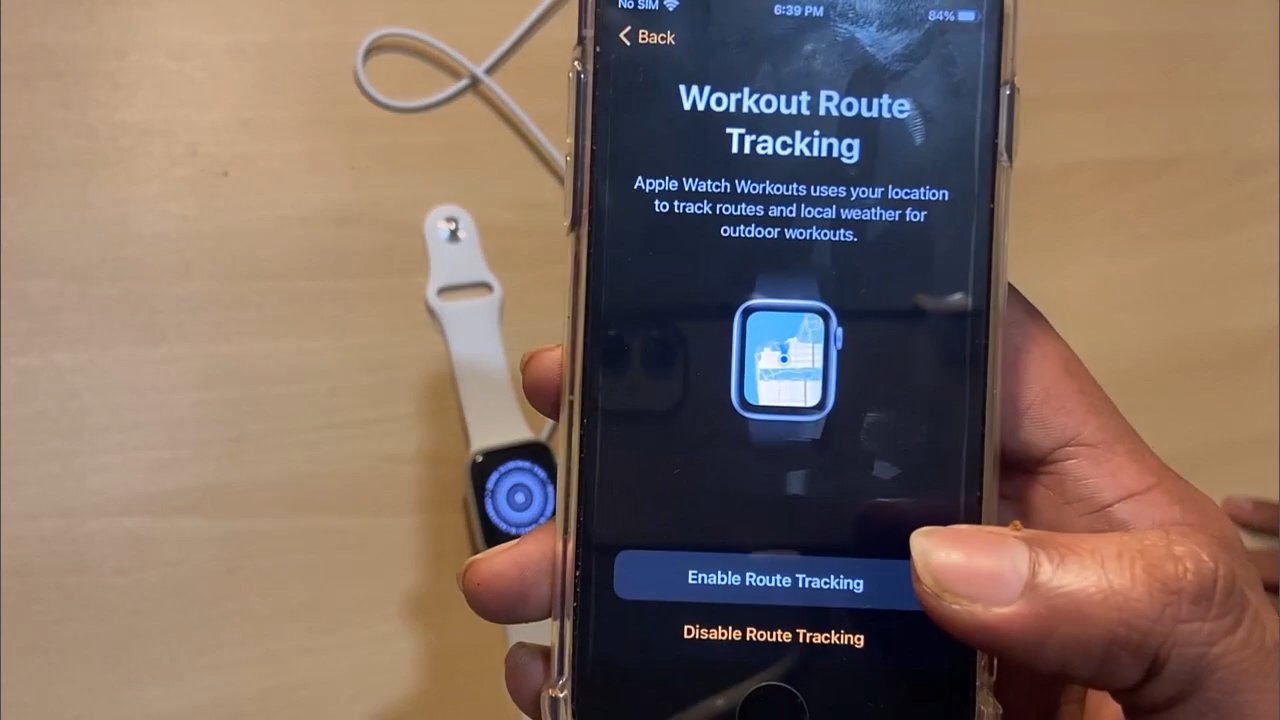 No SIM 6:39 PM 84%
Back
Workout Route
Tracking
Apple Watch Workouts uses your location
to track routes and local weather for
outdoor workouts.
Enable Route Tracking
Disable Route Tracking